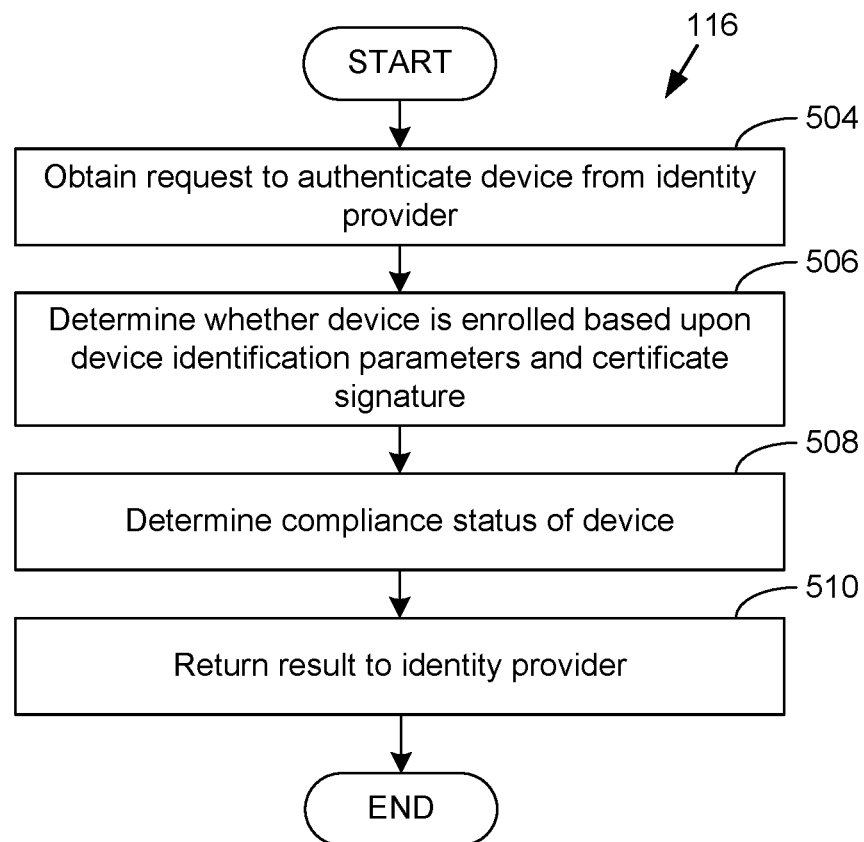 116
START
504
Obtain request to authenticate device from identity
provider
506
Determine whether device is enrolled based upon
device identification parameters and certificate
signature
508
Determine compliance status of device
510
Return result to identity provider
END